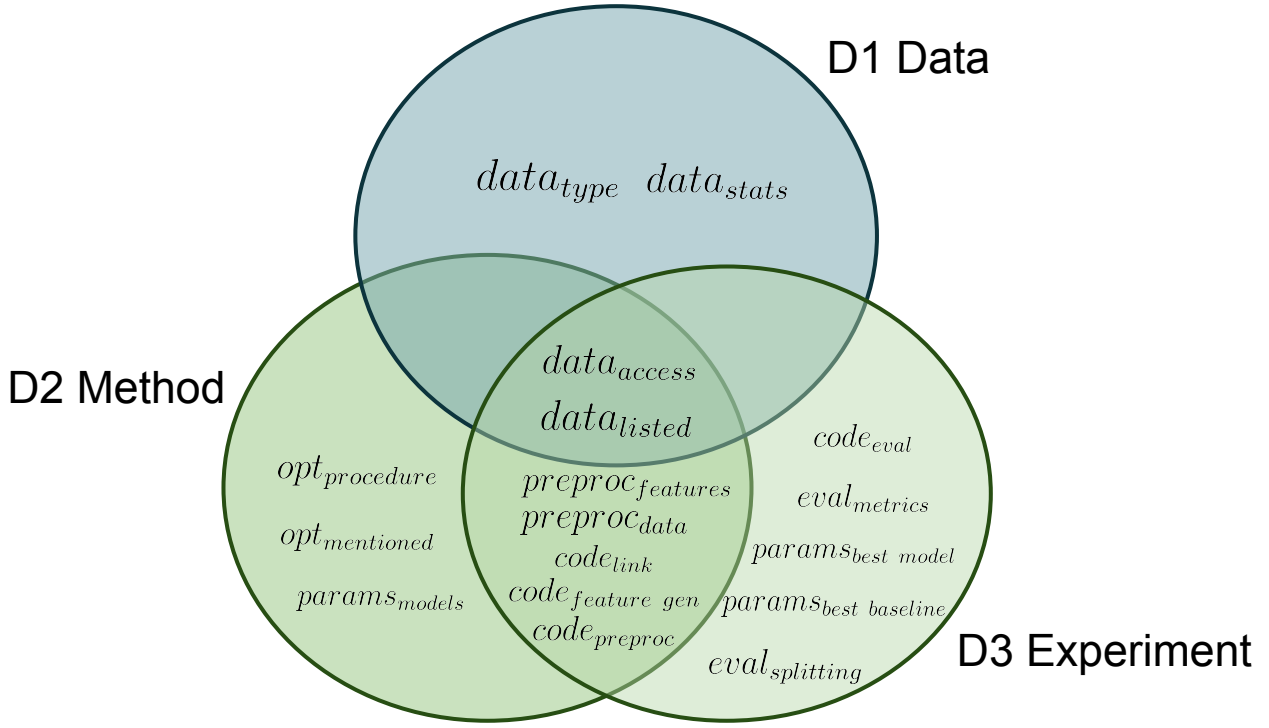 D1 Data
data_type data_stats
D2 Method
data_access
data_listed
opt_procedure
opt_mentioned
params_models
preproc_features
preproc_data
code_link
code_feature gen
code_preproc
code_eval
eval_metrics
params_best model
params_best baseline
eval_splitting
D3 Experiment